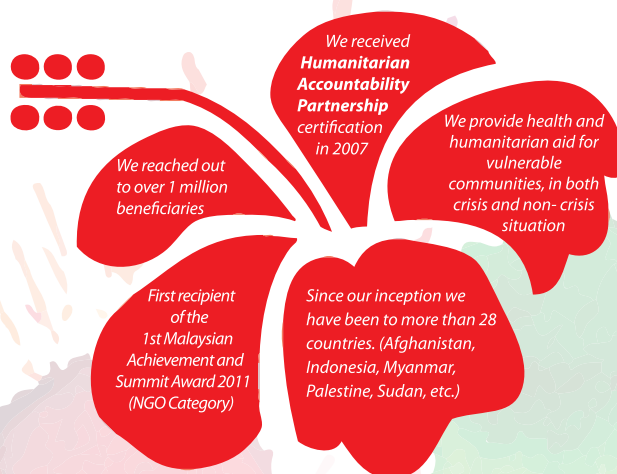 We received
Humanitarian
Accountability
Partnership
certification
in 2007
We provide health and
humanitarian aid for
vulnerable
communities, in both
crisis and non- crisis
situation
We reached out
to over 1 million
beneficiaries
First recipient
of the
1st Malaysian
Achievement and
Summit Award 2011
(NGO Category)
Since our inception we
have been to more than 28
countries. (Afghanistan,
Indonesia, Myanmar,
Palestine, Sudan, etc.)